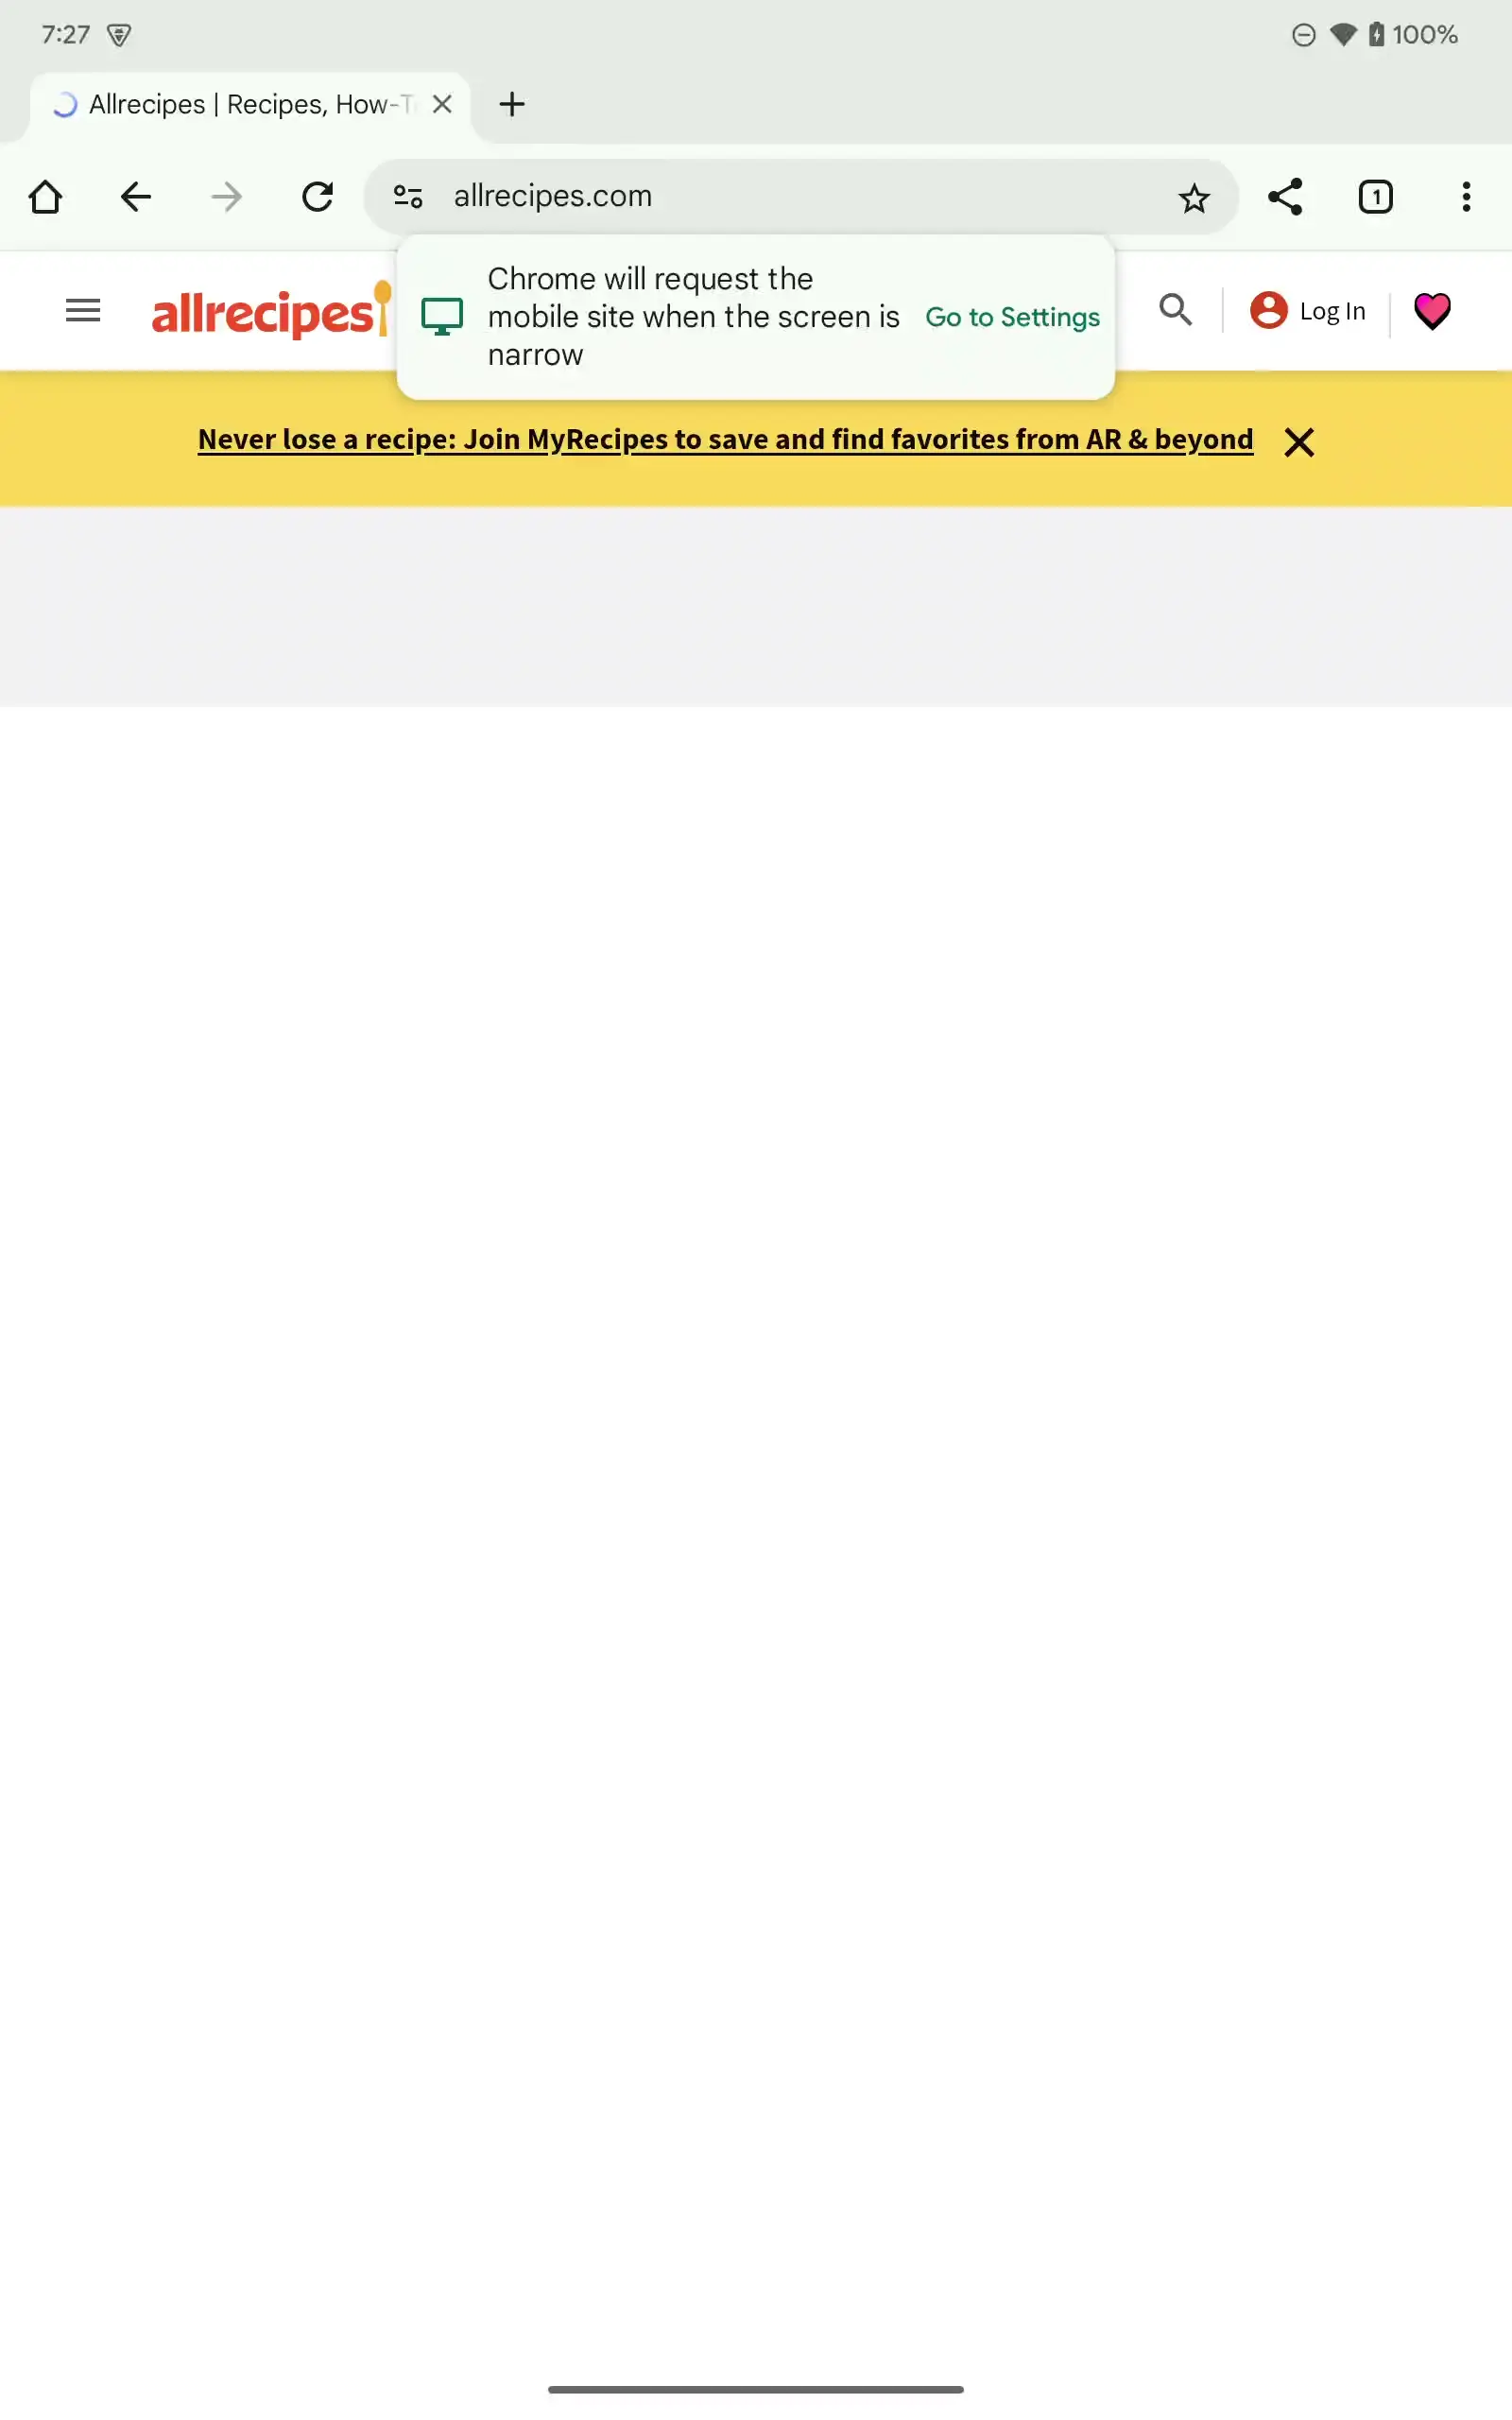 7:27
100%
Allrecipes | Recipes, How-T
allrecipes.com
1
allrecipes
Chrome will request the
mobile site when the screen is
narrow
Go to Settings
Log In
Never lose a recipe: Join MyRecipes to save and find favorites from AR & beyond